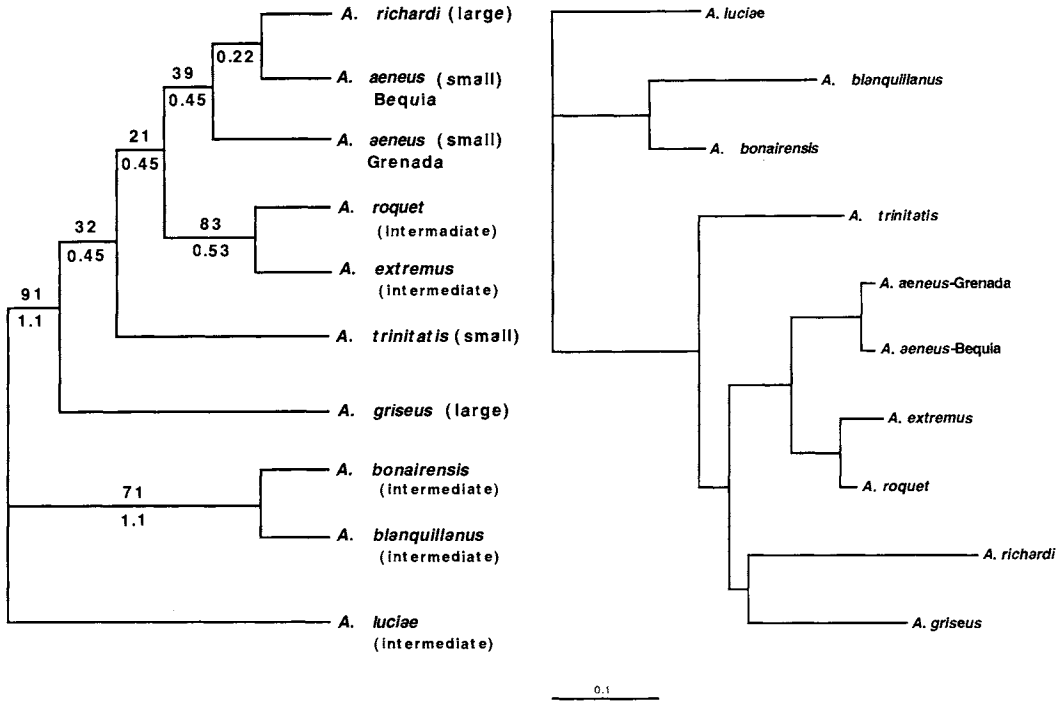 A. richardi (large)
0.22
39
0.45
A. aeneus (small)
Bequia
21
0.45
A. aeneus (small)
Grenada
32
0.45
83
0.53
A. roquet
(intermadiate)
A. extremus
(intermediate)
91
1.1
A. trinitatis (small)
A. griseus (large)
71
1.1
A. bonairensis
(intermediate)
A. blanquillanus
(intermediate)
A. luciae
(intermediate)
A. luciae
A. blanquillanus
A. bonairensis
A. trinitatis
A. aeneus-Grenada
A. aeneus-Bequia
A. extremus
A. roquet
A. richardi
A. griseus
0.1